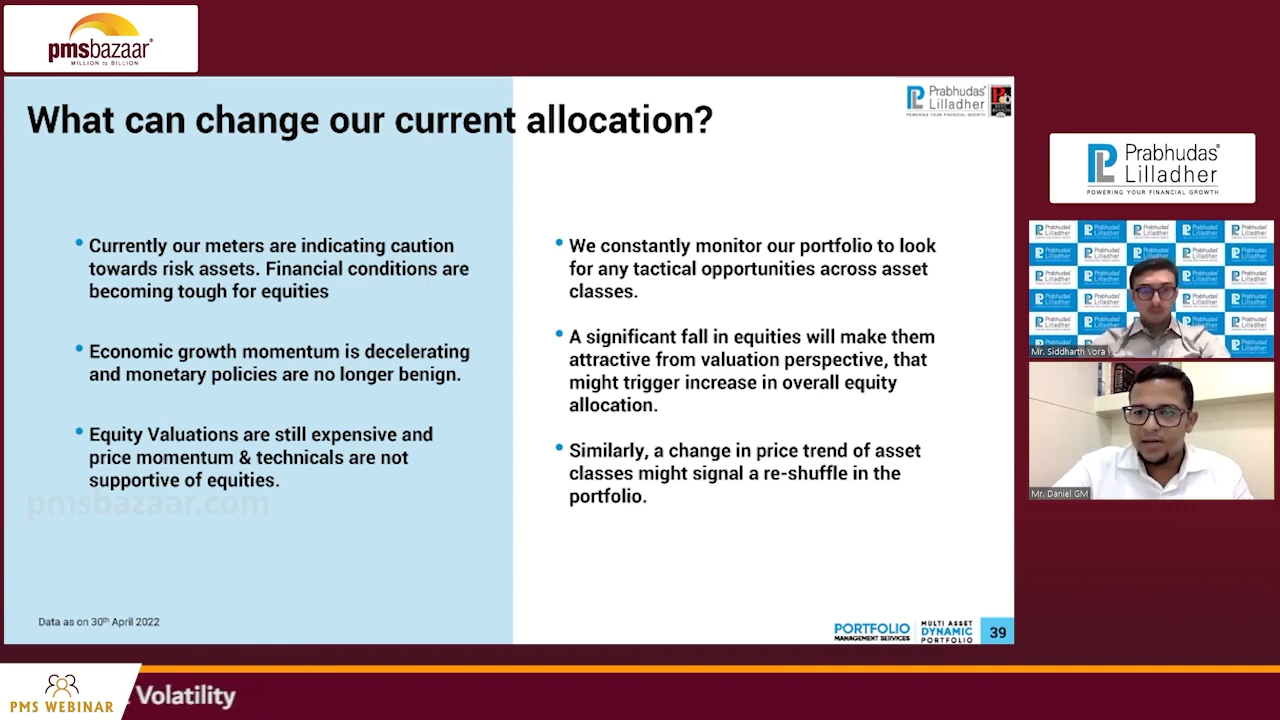 pmsbazaar
MILLION to BILLION
What can change our current allocation?
Prabhudas
Lilladher
POWERING YOUR FINANCIAL GROWTH
• Currently our meters are indicating caution
towards risk assets. Financial conditions are
becoming tough for equities
• Economic growth momentum is decelerating
and monetary policies are no longer benign.
• Equity Valuations are still expensive and
price momentum & technicals are not
supportive of equities.
pmsbazaar.com
• We constantly monitor our portfolio to look
for any tactical opportunities across asset
classes.
• A significant fall in equities will make them
attractive from valuation perspective, that
might trigger increase in overall equity
allocation.
• Similarly, a change in price trend of asset
classes might signal a re-shuffle in the
portfolio.
Data as on 30th April 2022
PORTFOLIO
MANAGEMENT SERVICES
MULTI ASSET
DYNAMIC
PORTFOLIO
39
Prabhudas
Lilladher
POWERING YOUR FINANCIAL GROWTH
Mr. Siddharth Vora
Mr. Daniel GM
PMS WEBINAR
Volatility